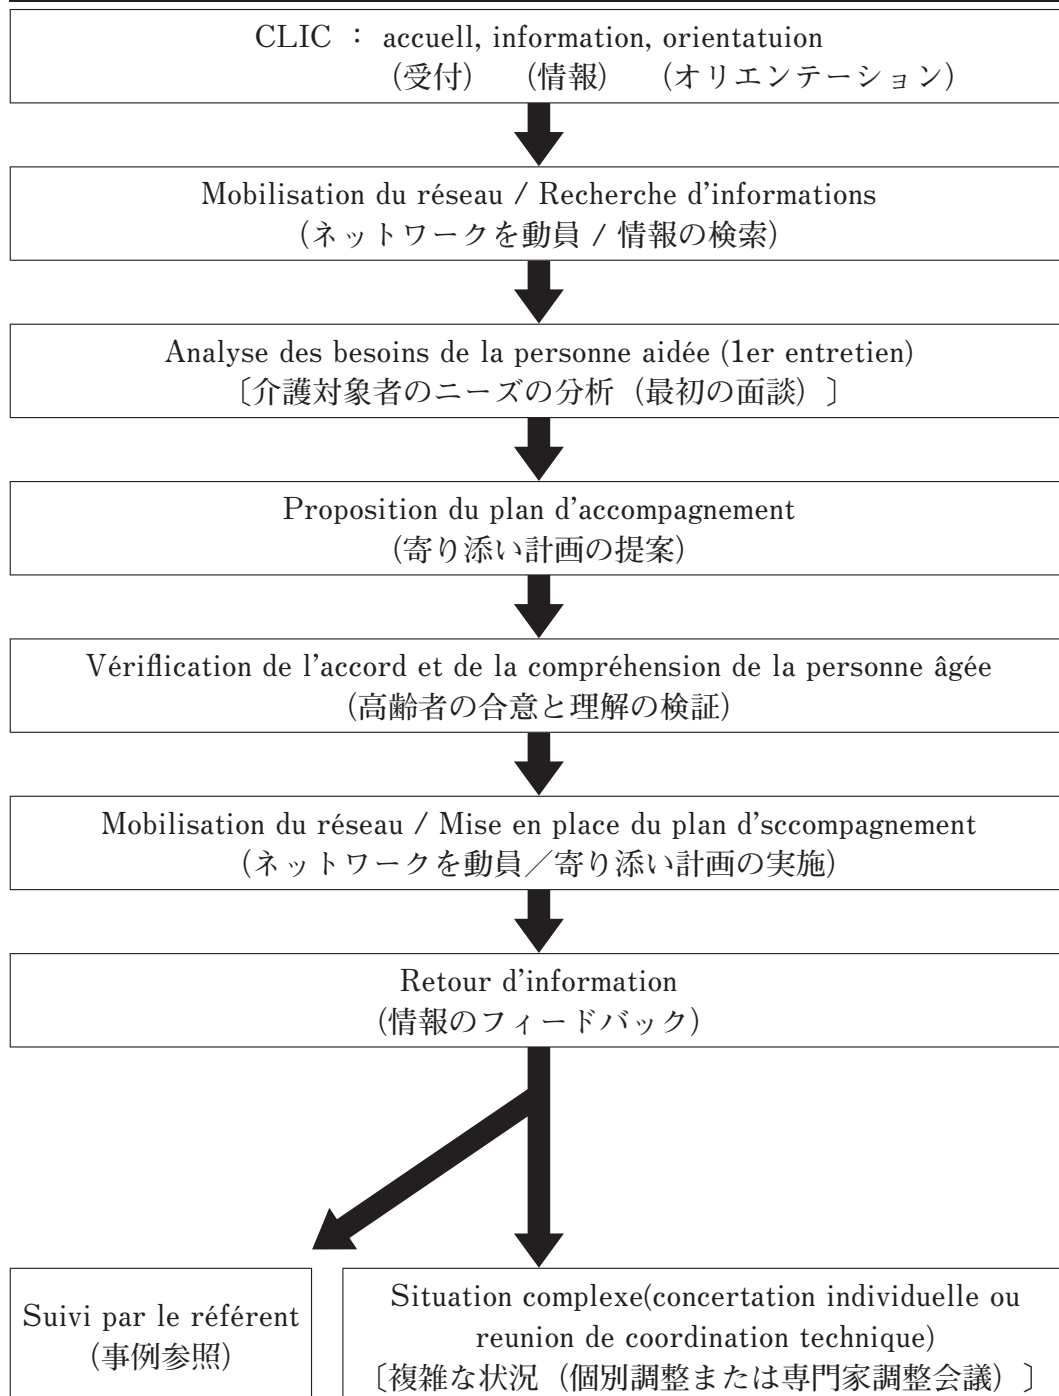 CLIC : accuell, information, orientatuion
(受付) (情報) (オリエンテーション)
Mobilisation du réseau / Recherche d'informations
(ネットワークを動員 / 情報の検索)
Analyse des besoins de la personne aidée (1er entretien)
〔介護対象者のニーズの分析(最初の面談)〕
Proposition du plan d'accompagnement
(寄り添い計画の提案)
Vériflication de l'accord et de la compréhension de la personne âgée
(高齢者の合意と理解の検証)
Mobilisation du réseau / Mise en place du plan d'sccompagnement
(ネットワークを動員／寄り添い計画の実施)
Retour d'information
(情報のフィードバック)
Suivi par le référent
(事例参照)
Situation complexe(concertation individuelle ou
reunion de coordination technique)
〔複雑な状況(個別調整または専門家調整会議)〕